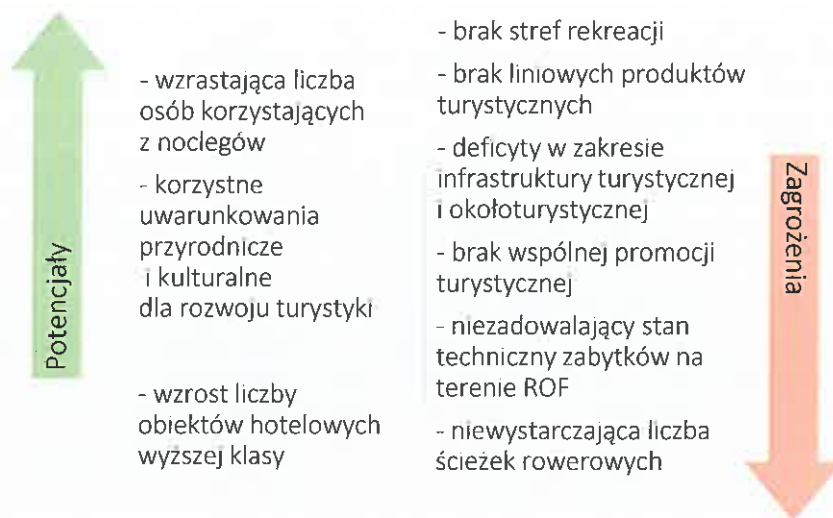 Potencjały
- wzrastająca liczba
osób korzystających
z noclegów
- korzystne
uwarunkowania
przyrodnicze
i kulturalne
dla rozwoju turystyki
- wzrost liczby
obiektów hotelowych
wyższej klasy
- brak stref rekreacji
- brak liniowych produktów
turystycznych
- deficyty w zakresie
infrastruktury turystycznej
i okołoturystycznej
- brak wspólnej promocji
turystycznej
- niezadowalający stan
techniczny zabytków na
terenie ROF
- niewystarczająca liczba
ścieżek rowerowych
Zagrożenia